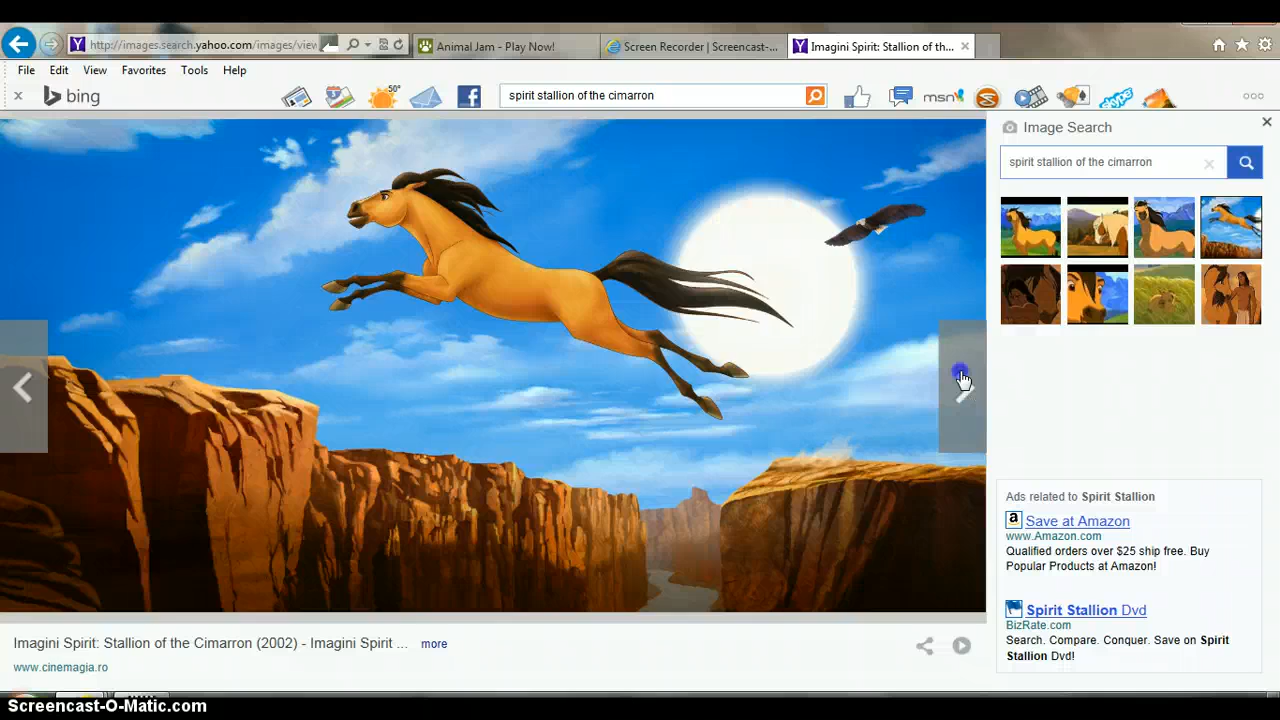 http://images.search.yahoo.com/images/view
Animal Jam - Play Now!
Screen Recorder | Screencast-...
Imagini Spirit: Stallion of th...
File Edit View Favorites Tools Help
bing
50°
spirit stallion of the cimarron
msn
skype
Image Search
spirit stallion of the cimarron
Ads related to Spirit Stallion
Save at Amazon
www.Amazon.com
Qualified orders over $25 ship free. Buy
Popular Products at Amazon!
Spirit Stallion Dvd
BizRate.com
Search. Compare. Conquer. Save on Spirit
Stallion Dvd!
Imagini Spirit: Stallion of the Cimarron (2002) - Imagini Spirit ... more
www.cinemagia.ro
Screencast-O-Matic.com